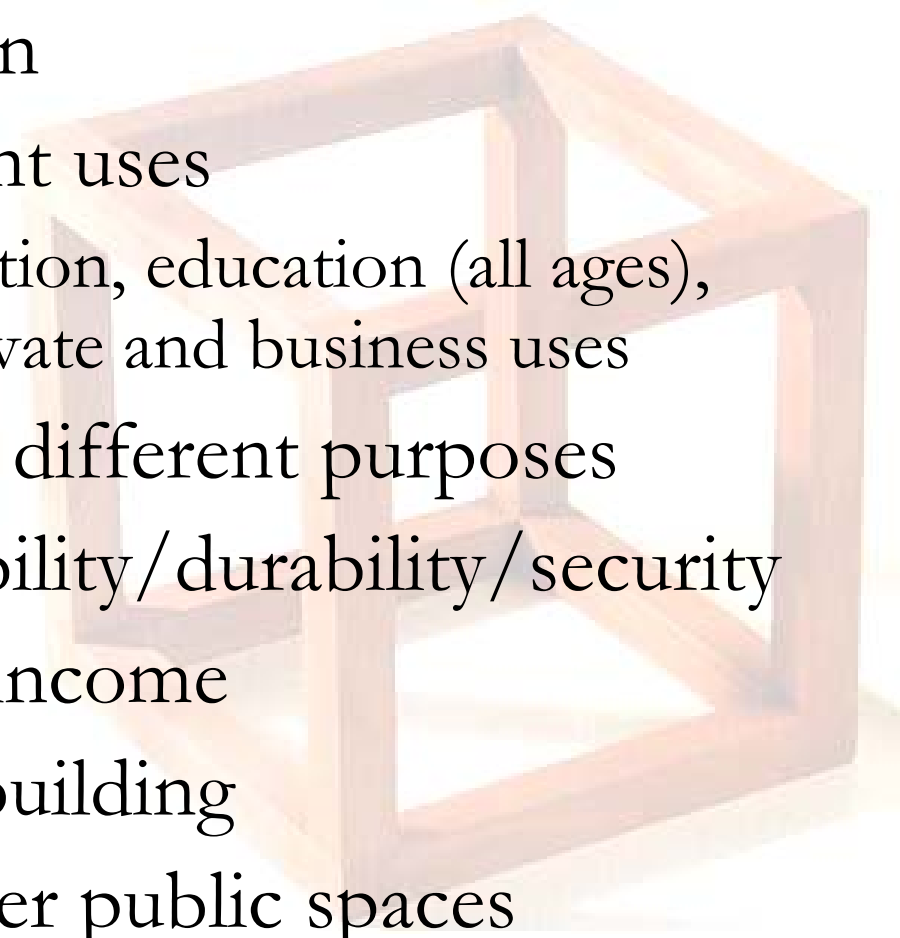 n
nt uses
tion, education (all ages),
vate and business uses
different purposes
bility/durability/security
income
building
er public spaces